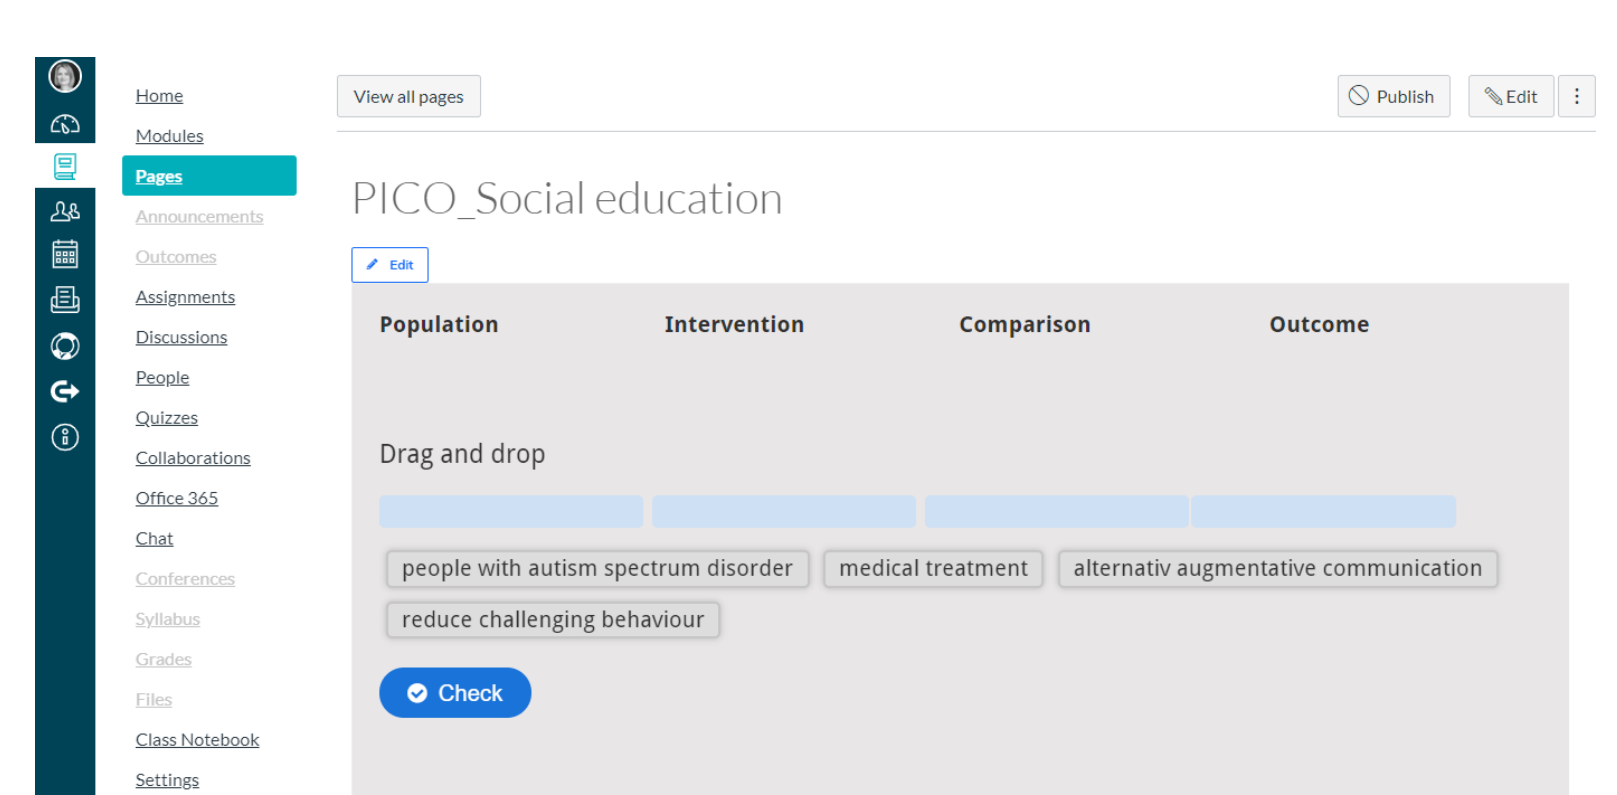 Home
Modules
Pages
Announcements
Outcomes
Assignments
Discussions
People
Quizzes
Collaborations
Office 365
Chat
Conferences
Syllabus
Grades
Files
Class Notebook
Settings
View all pages
Publish
Edit
PICO_Social education
Edit
Population Intervention Comparison Outcome
Drag and drop
people with autism spectrum disorder medical treatment alternativ augmentative communication
reduce challenging behaviour
Check